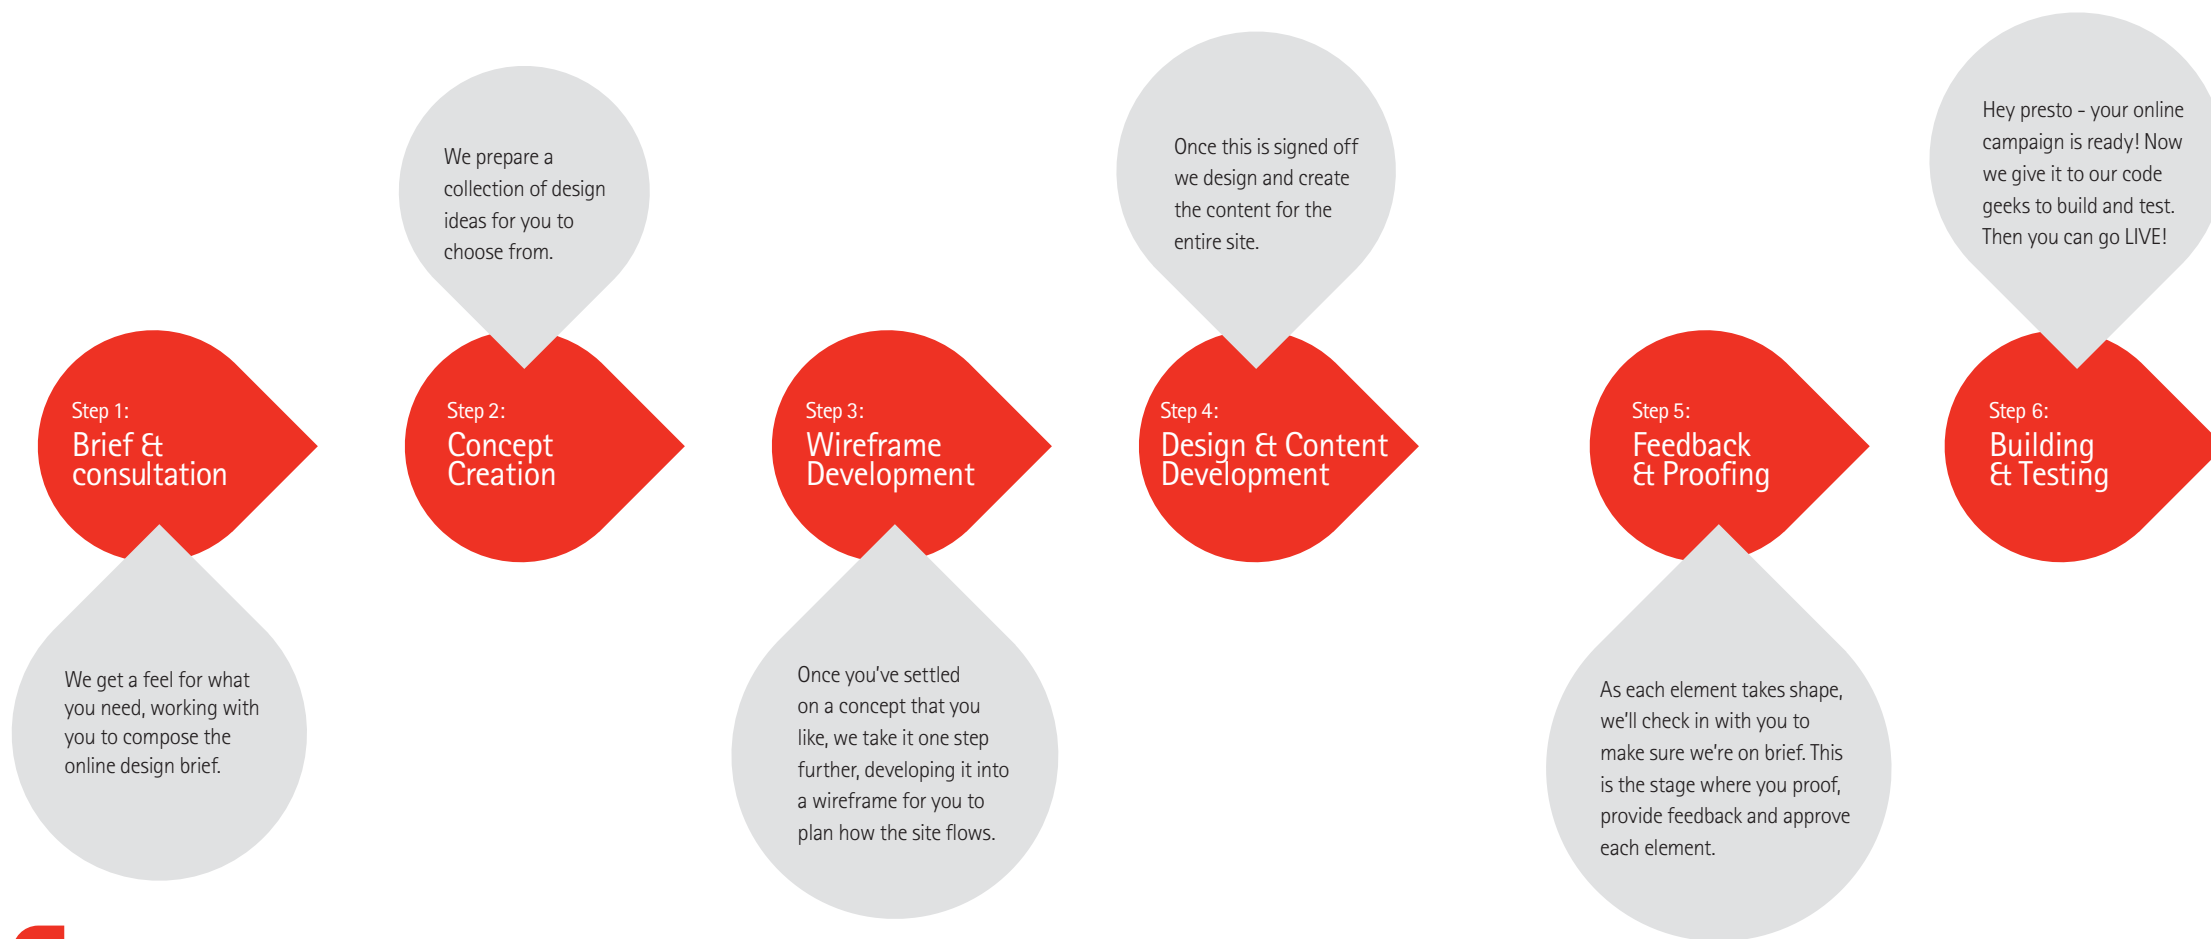 Step 1:
Brief & 
consultation
We get a feel for what
you need, working with
you to compose the
online design brief.
We prepare a
collection of design
ideas for you to
choose from.
Step 2:
Concept
Creation
Step 3:
Wireframe
Development
Once you've settled
on a concept that you
like, we take it one step
further, developing it into
a wireframe for you to
plan how the site flows.
Once this is signed off
we design and create
the content for the
entire site.
Step 4:
Design & Content
Development
Step 5:
Feedback
& Proofing
As each element takes shape,
we'll check in with you to
make sure we're on brief. This
is the stage where you proof,
provide feedback and approve
each element.
Hey presto - your online
campaign is ready! Now
we give it to our code
geeks to build and test.
Then you can go LIVE!
Step 6:
Building
& Testing